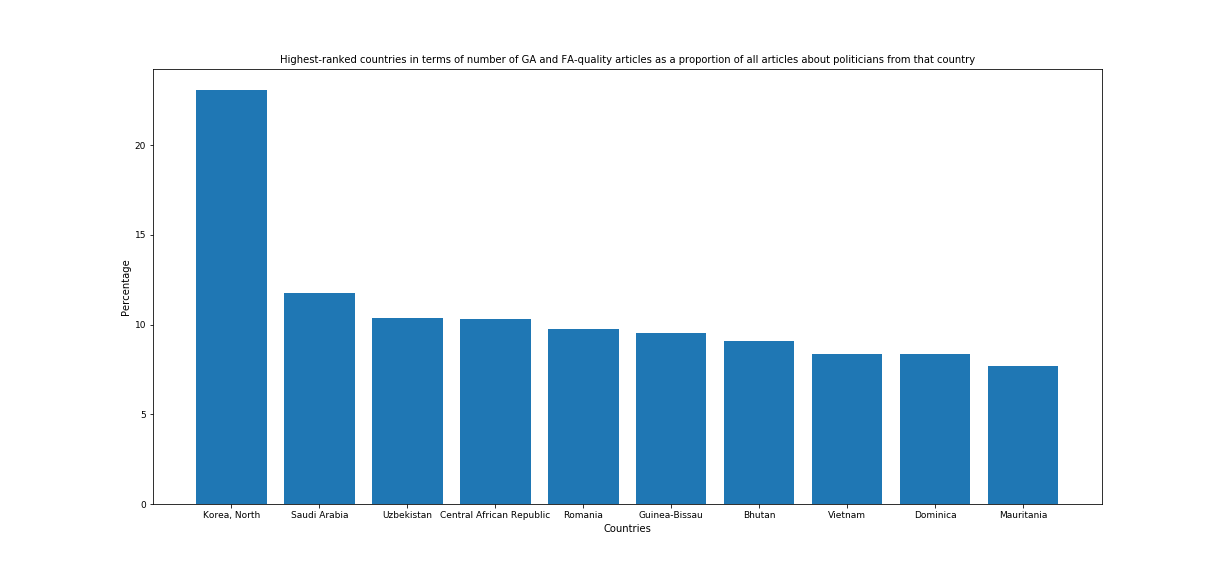 Highest-ranked countries in terms of number of GA and FA-quality articles as a proportion of all articles about politicians from that country
Percentage
20
15
10
5
0
Korea, North Saudi Arabia Uzbekistan Central African Republic Romania Guinea-Bissau Bhutan Vietnam Dominica Mauritania
Countries